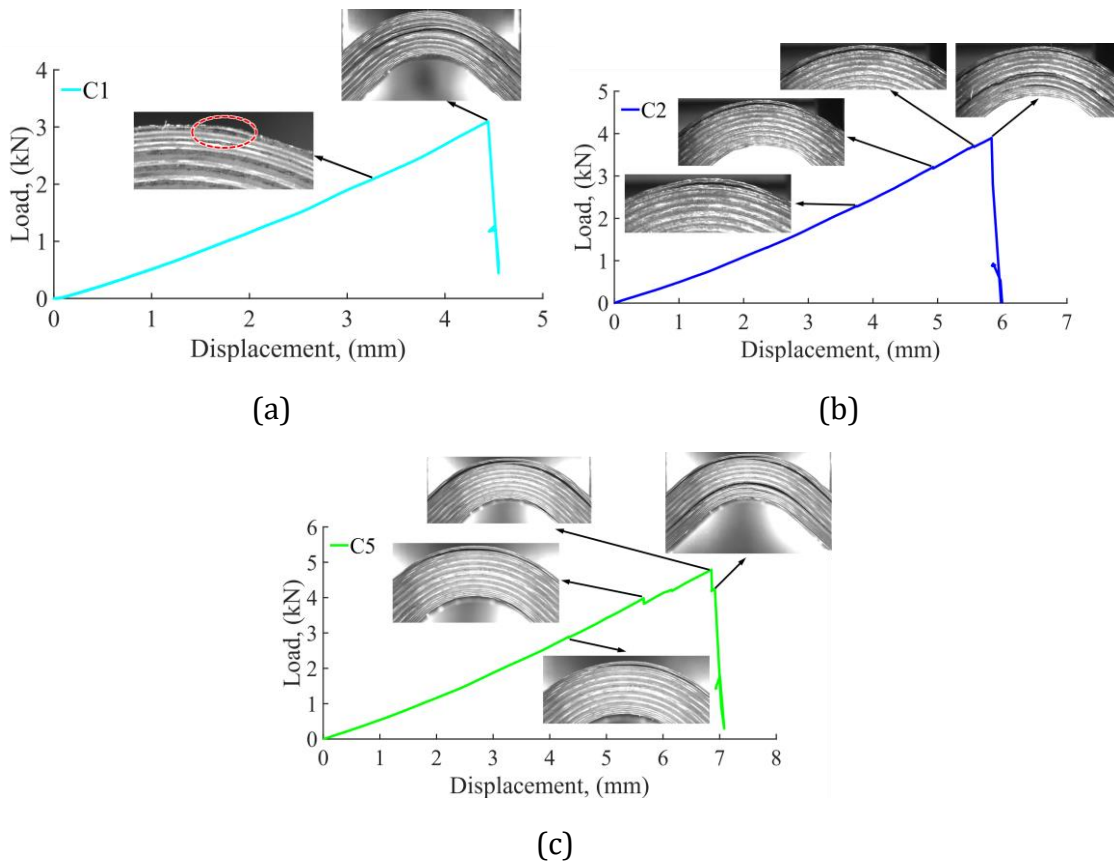 4
3
2
1
0
C1
Load, (kN)
0 1 2 3 4 5
Displacement, (mm)
(a)
5
4
3
2
1
0
C2
Load, (kN)
0 1 2 3 4 5 6 7
Displacement, (mm)
(b)
6
5
4
3
2
1
0
C5
Load, (kN)
0 1 2 3 4 5 6 7 8
Displacement, (mm)
(c)